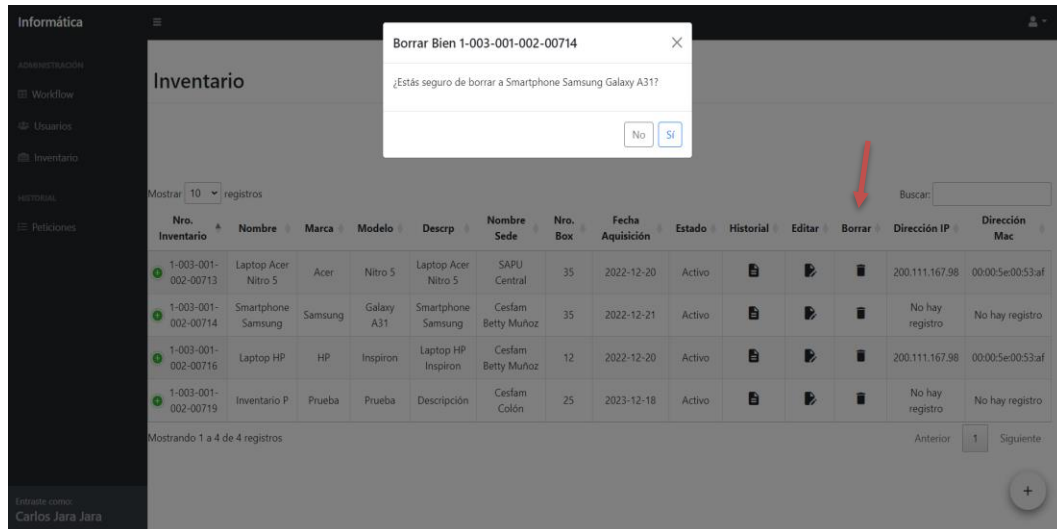 Informática
Borrar Bien 1-003-001-002-00714
¿Estás seguro de borrar a Smartphone Samsung Galaxy A31?
No Sí
ADMINISTRACIÓN
Workflow
Usuarios
Inventario
HISTORIAL
Peticiones
Entraste como:
Carlos Jara Jara
Inventario
Mostrar 10 registros
Buscar:
Nro. Inventario Nombre Marca Modelo Descrp Nombre Sede Nro. Box Fecha Aquisición Estado Historial Editar Borrar Dirección IP Dirección Mac
1-003-001-002-00713 Laptop Acer Nitro 5 Acer Nitro 5 Laptop Acer Nitro 5 SAPU Central 35 2022-12-20 Activo 200.111.167.98 00:00:5e:00:53:af
1-003-001-002-00714 Smartphone Samsung Samsung Galaxy A31 Smartphone Samsung Cesfam Betty Muñoz 35 2022-12-21 Activo No hay registro No hay registro
1-003-001-002-00716 Laptop HP HP Inspiron Laptop HP Inspiron Cesfam Betty Muñoz 12 2022-12-20 Activo 200.111.167.98 00:00:5e:00:53:af
1-003-001-002-00719 Inventario P Prueba Prueba Descripción Cesfam Colón 25 2023-12-18 Activo No hay registro No hay registro
Mostrando 1 a 4 de 4 registros
Anterior 1 Siguiente